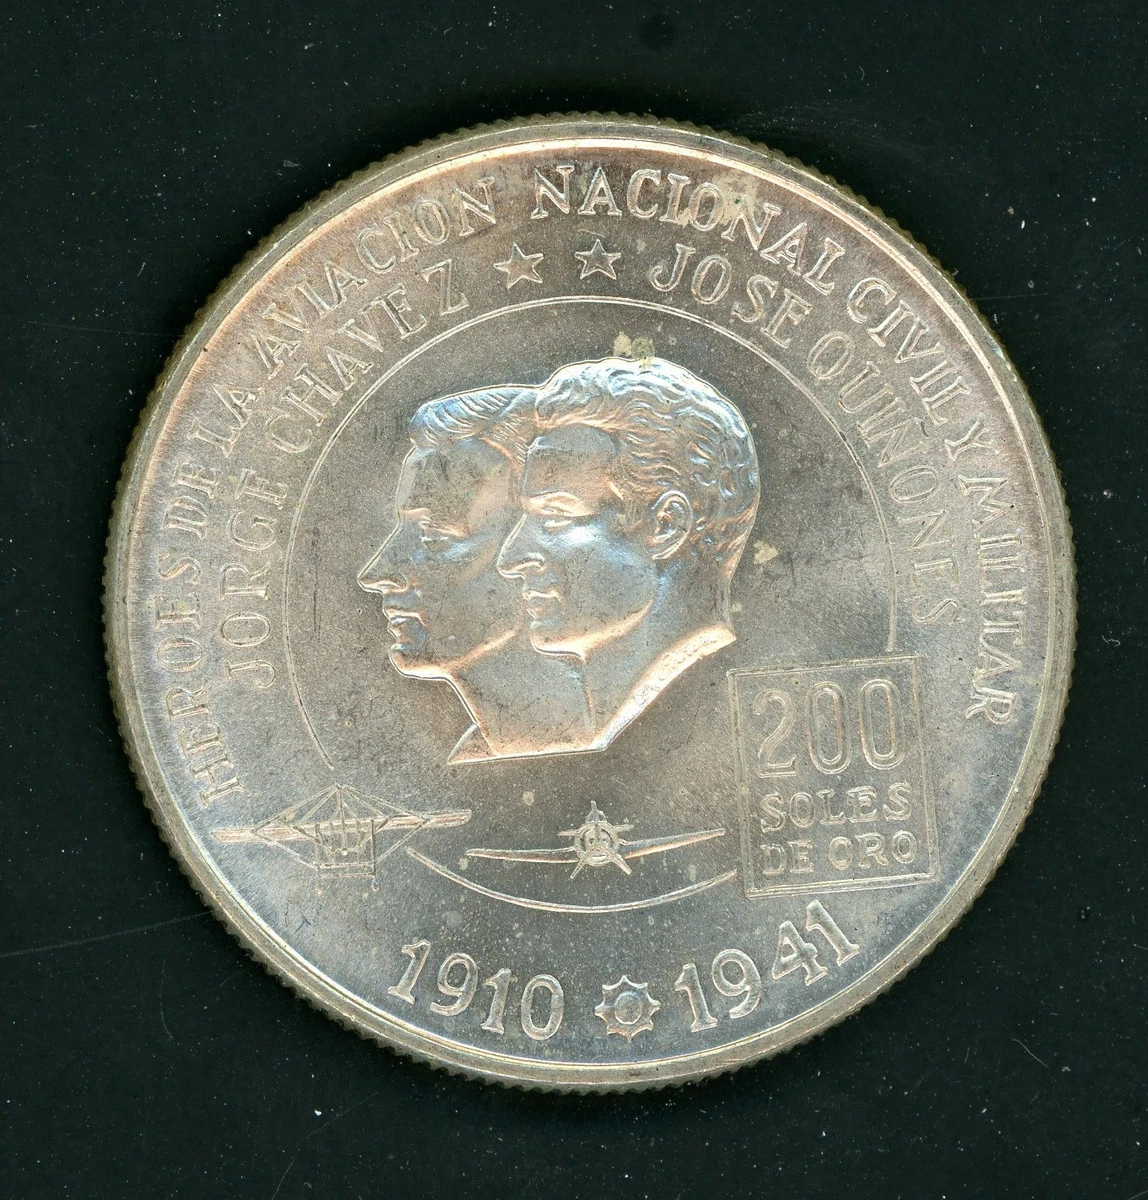 HEROES DE LA AVIACION NACIONAL CIVIL Y MILITAR
JORGE CHAVEZ ★ ★ JOSE QUIÑONES
200
SOLES
DE ORO
1910 1941